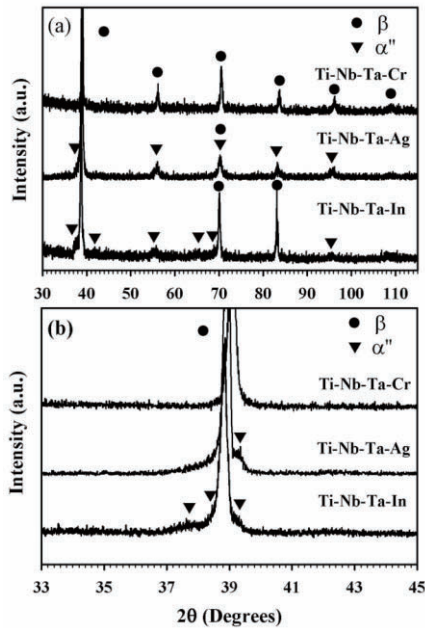 (a)
● β
▼ α"
Ti-Nb-Ta-Cr
Ti-Nb-Ta-Ag
Ti-Nb-Ta-In
Intensity (a.u.)
30 40 50 60 70 80 90 100 110
(b)
● β
▼ α"
Ti-Nb-Ta-Cr
Ti-Nb-Ta-Ag
Ti-Nb-Ta-In
Intensity (a.u.)
33 35 37 39 41 43 45
2θ (Degrees)